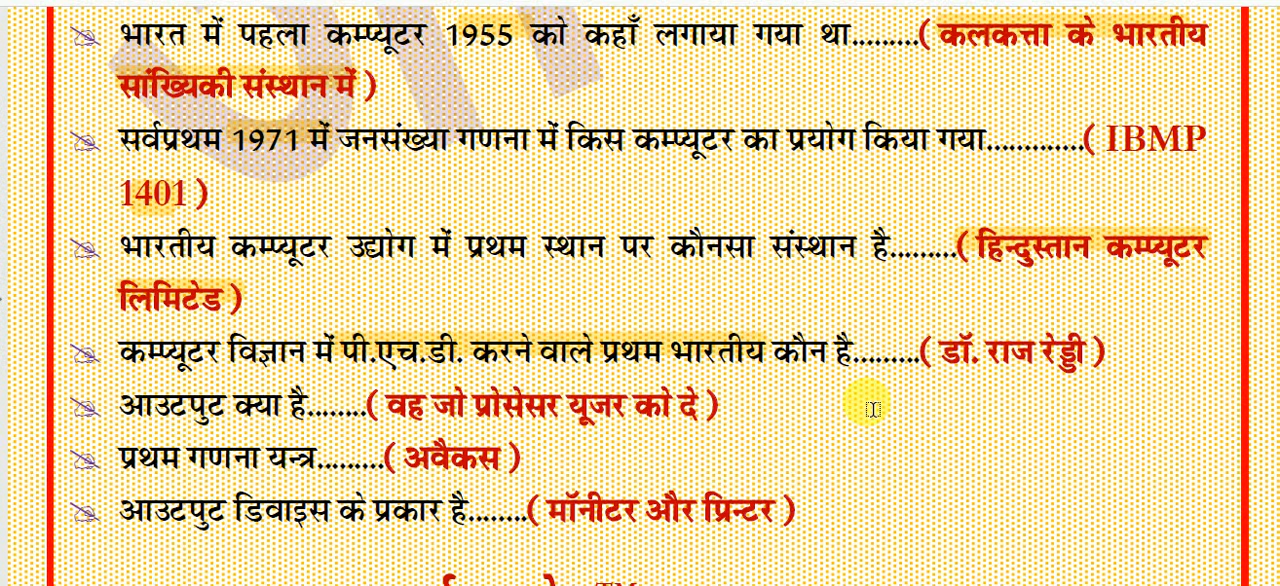 भारत में पहला कम्प्यूटर 1955 को कहाँ लगाया गया था.........( कलकत्ता के भारतीय
सांख्यिकी संस्थान में )
सर्वप्रथम 1971 में जनसंख्या गणना में किस कम्प्यूटर का प्रयोग किया गया.............( IBMP
1401 )
भारतीय कम्प्यूटर उद्योग में प्रथम स्थान पर कौनसा संस्थान है.........( हिन्दुस्तान कम्प्यूटर
लिमिटेड )
कम्प्यूटर विज्ञान में पी.एच.डी. करने वाले प्रथम भारतीय कौन है.........( डॉ. राज रेड्डी )
आउटपुट क्या है........( वह जो प्रोसेसर यूजर को दे )
प्रथम गणना यन्त्र.........( अवैकस )
आउटपुट डिवाइस के प्रकार है........( मॉनीटर और प्रिन्टर )